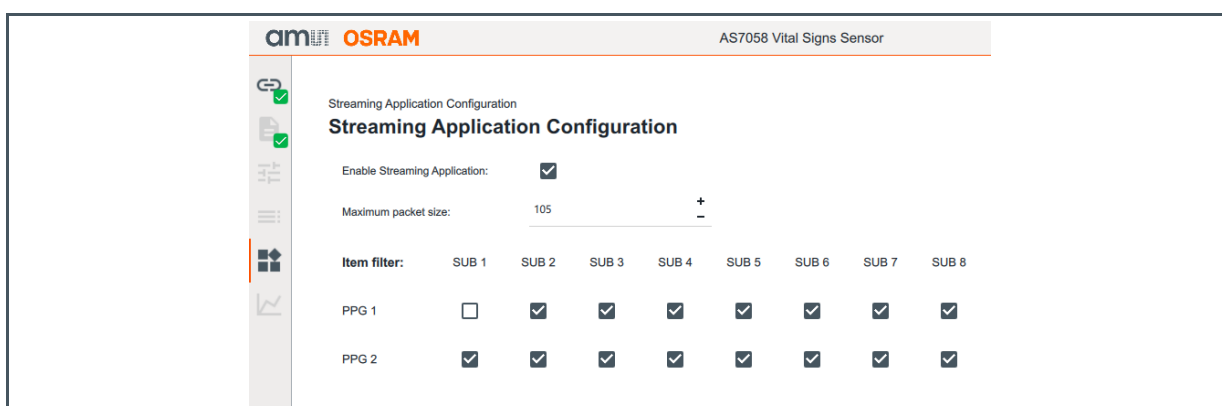 amu OSRAM AS7058 Vital Signs Sensor
Streaming Application Configuration
Streaming Application Configuration
Enable Streaming Application:
Maximum packet size: 105 + −
Item filter: SUB 1 SUB 2 SUB 3 SUB 4 SUB 5 SUB 6 SUB 7 SUB 8
PPG 1
PPG 2